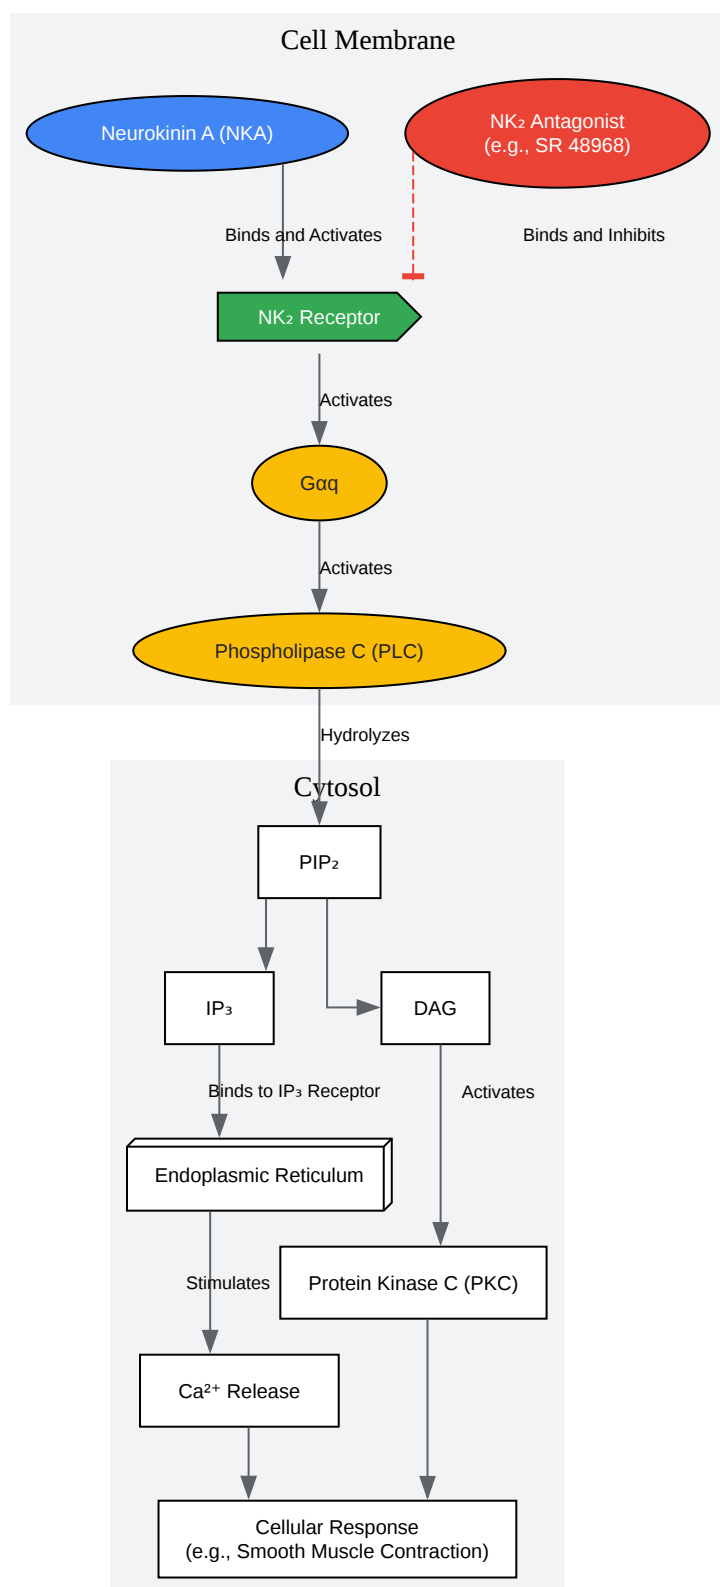 Cell Membrane
Neurokinin A (NKA)
NK₂ Antagonist
(e.g., SR 48968)
Binds and Activates
Binds and Inhibits
NK₂ Receptor
Activates
Gαq
Activates
Phospholipase C (PLC)
Hydrolyzes
Cytosol
PIP₂
IP₃
DAG
Binds to IP₃ Receptor
Activates
Endoplasmic Reticulum
Stimulates
Protein Kinase C (PKC)
Ca²⁺ Release
Cellular Response
(e.g., Smooth Muscle Contraction)